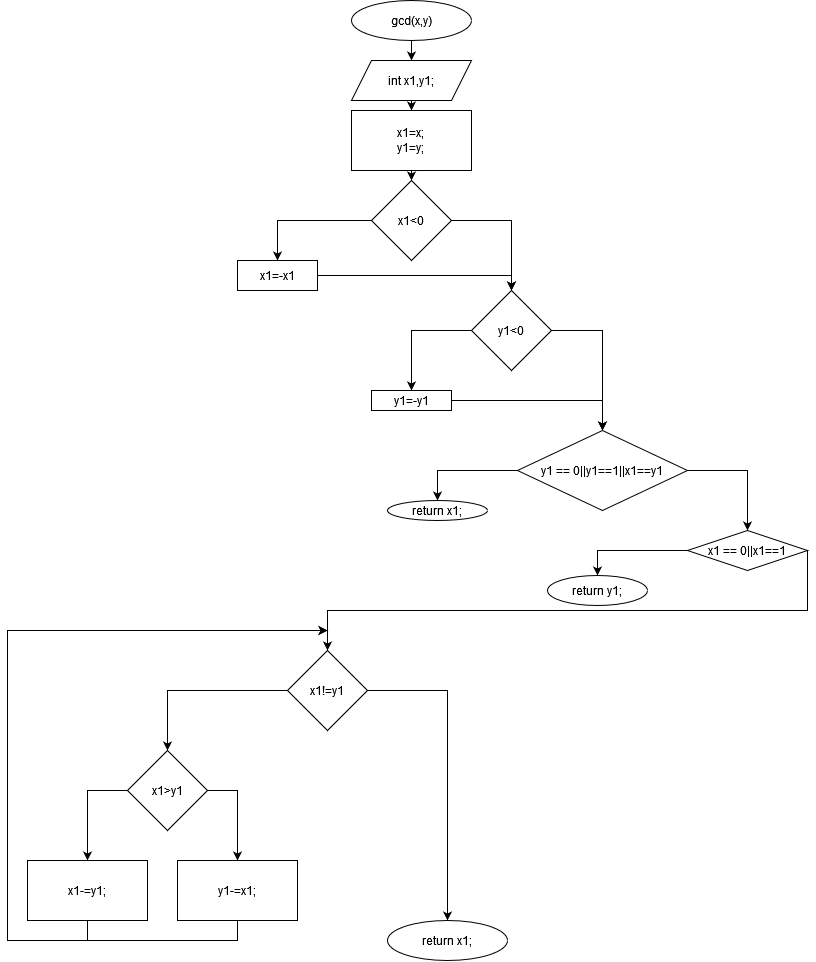 gcd(x,y)
int x1,y1;
x1=x;
y1=y;
x1<0
x1=-x1
y1<0
y1=-y1
y1 == 0||y1==1||x1==y1
return x1;
x1 == 0||x1==1
return y1;
x1!=y1
x1>y1
x1-=y1;
y1-=x1;
return x1;